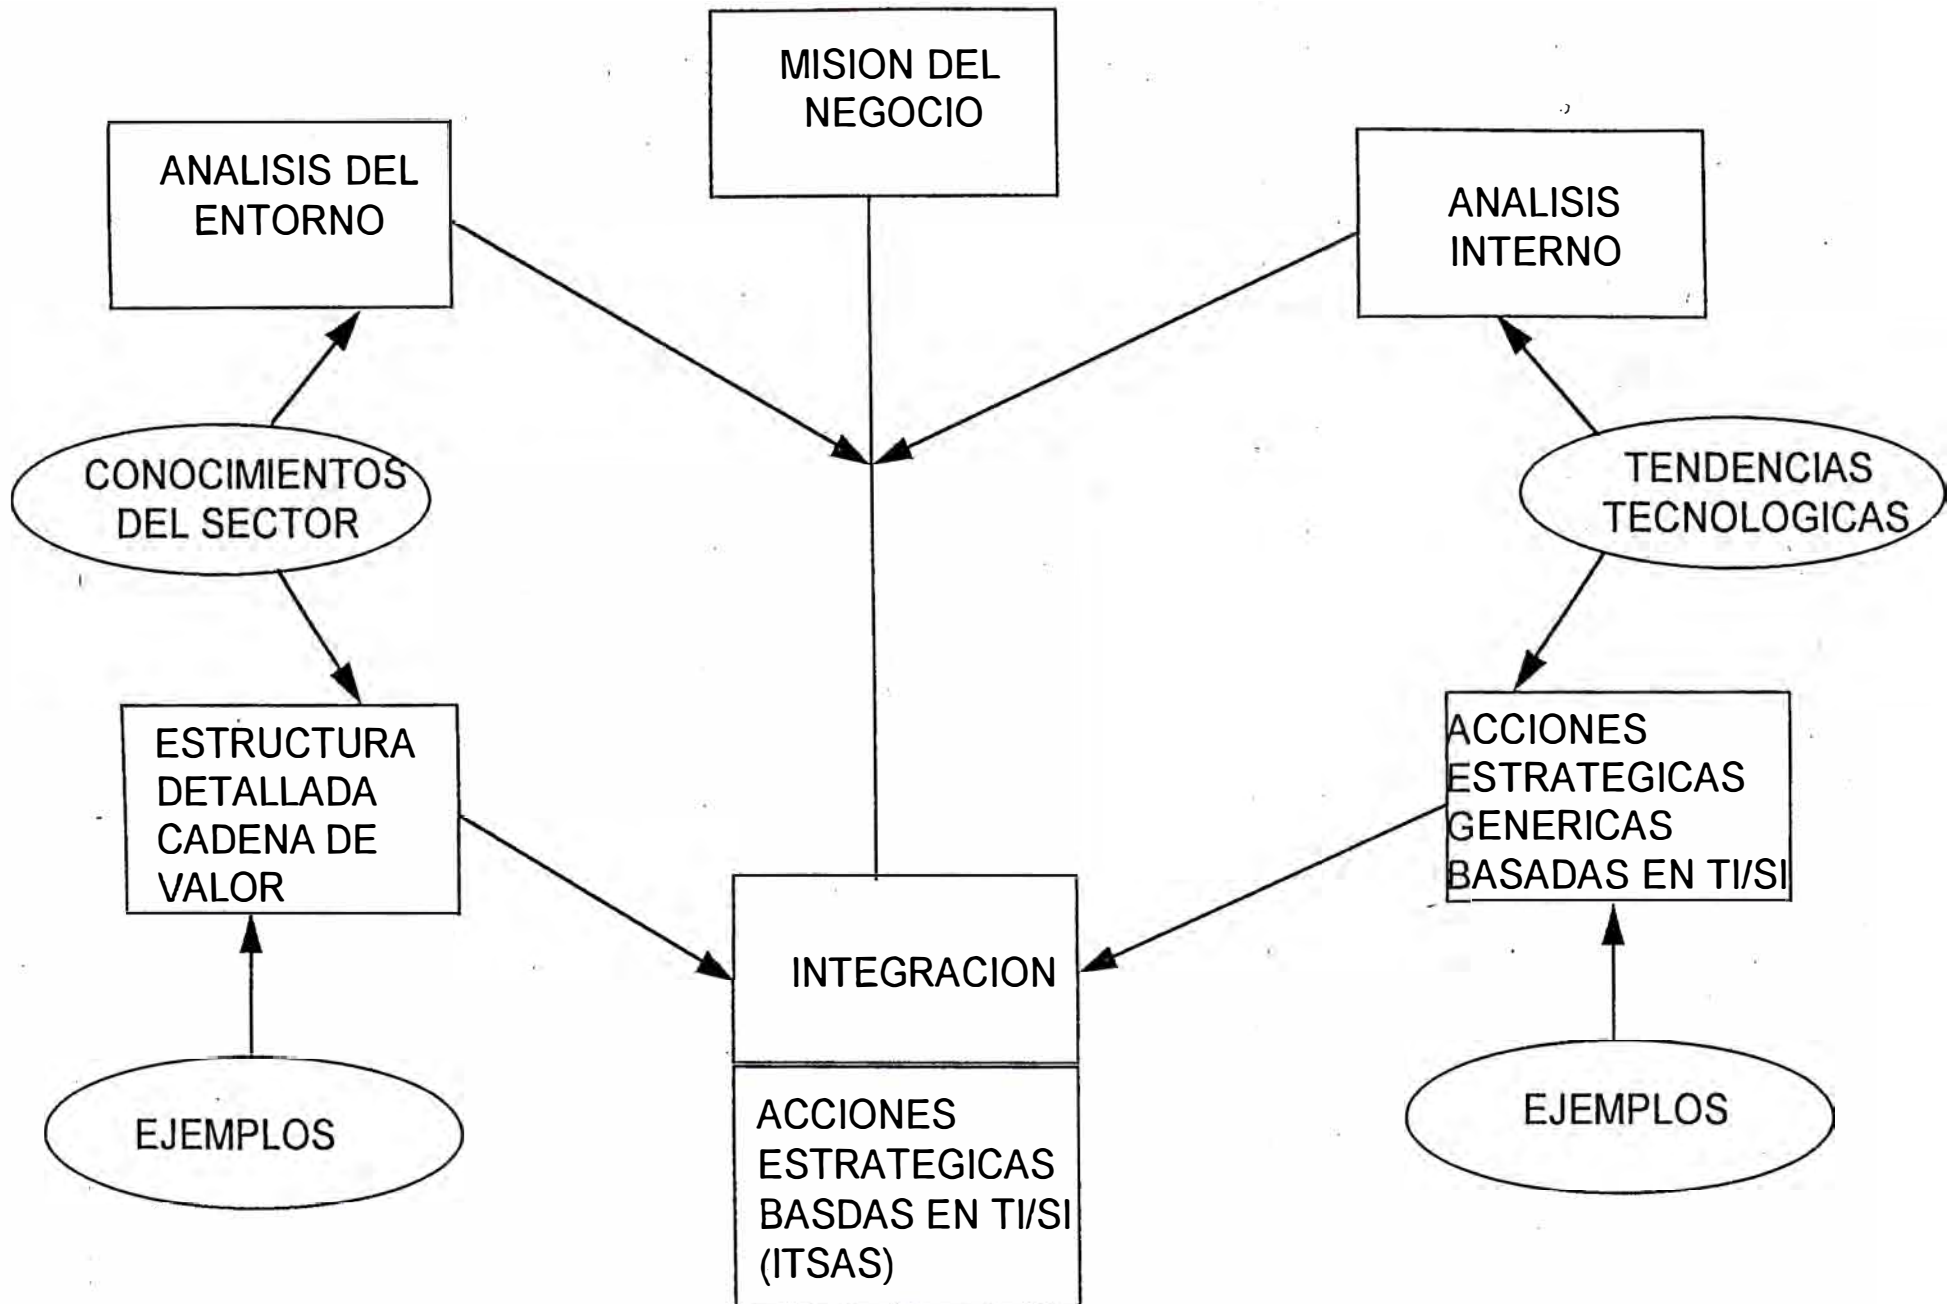 MISION DEL
NEGOCIO
ANALISIS DEL
ENTORNO
ANALISIS
INTERNO
CONOCIMIENTOS
DEL SECTOR
TENDENCIAS
TECNOLOGICAS
ESTRUCTURA
DETALLADA
CADENA DE
VALOR
ACCIONES
ESTRATEGICAS
GENERICAS
BASADAS EN TI/SI
INTEGRACION
EJEMPLOS
EJEMPLOS
ACCIONES
ESTRATEGICAS
BASDAS EN TI/SI
(ITSAS)